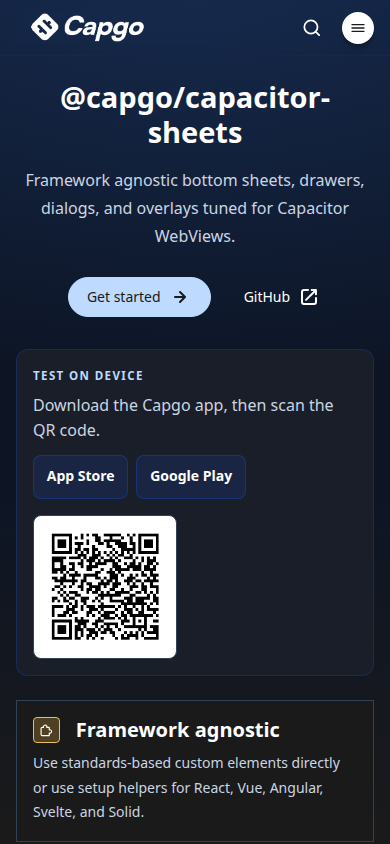 Capgo
@capgo/capacitor-
sheets
Framework agnostic bottom sheets, drawers,
dialogs, and overlays tuned for Capacitor
WebViews.
Get started
GitHub
TEST ON DEVICE
Download the Capgo app, then scan the
QR code.
App Store
Google Play
Framework agnostic
Use standards-based custom elements directly
or use setup helpers for React, Vue, Angular,
Svelte, and Solid.